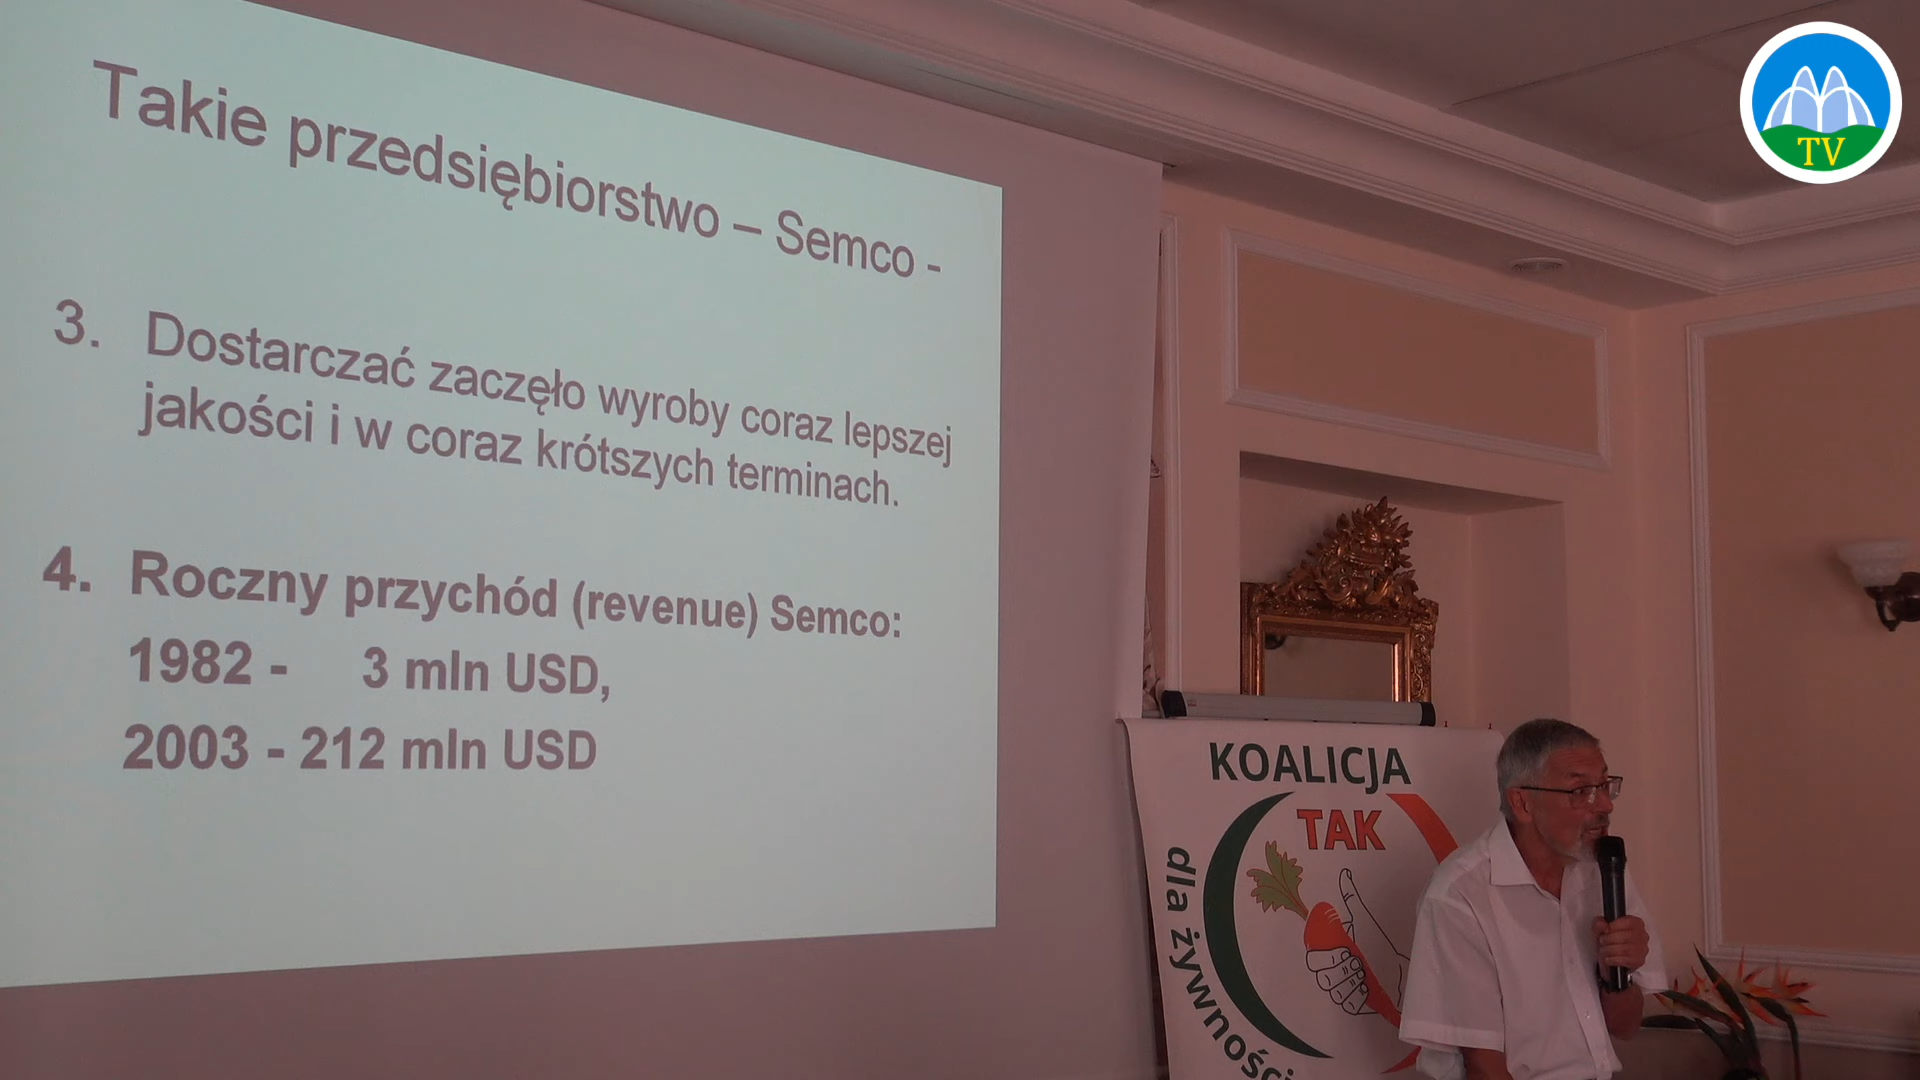 Takie przedsiębiorstwo – Semco -
3. Dostarczać zaczęło wyroby coraz lepszej
jakości i w coraz krótszych terminach.
4. Roczny przychód (revenue) Semco:
1982 - 3 mln USD,
2003 - 212 mln USD
TV
KOALICJA
TAK
dla żywności